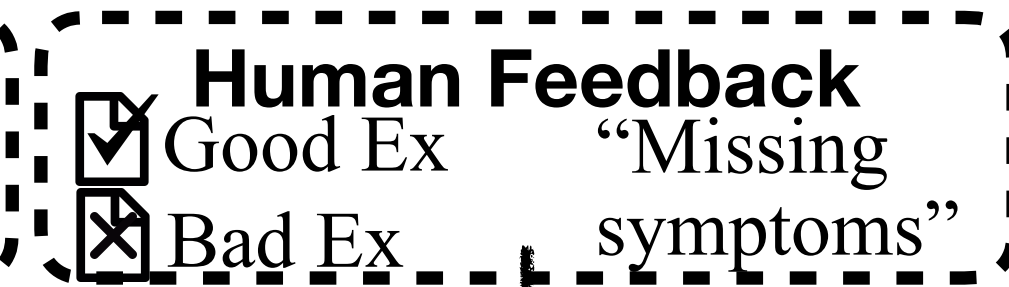 Human Feedback
Good Ex
Bad Ex
“Missing
symptoms”